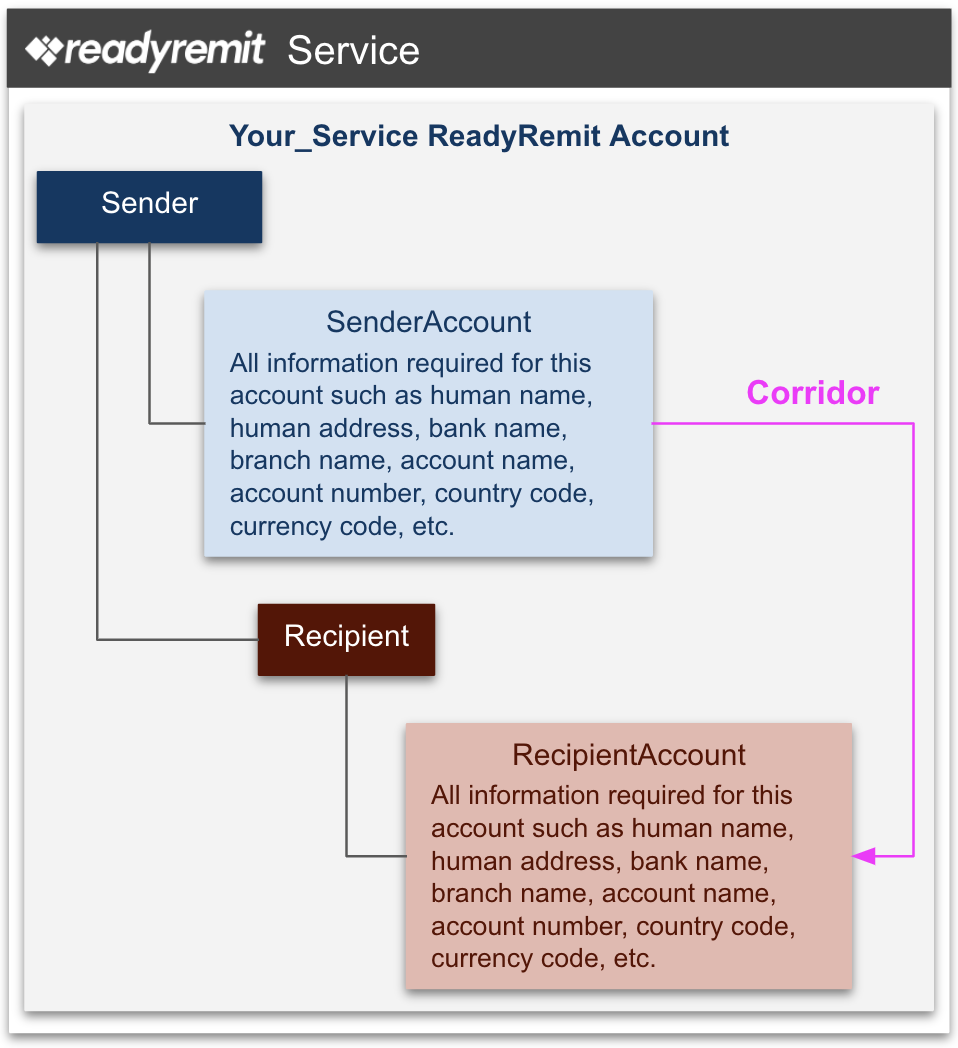 readyremit Service
Your_Service ReadyRemit Account
Sender
SenderAccount
All information required for this
account such as human name,
human address, bank name,
branch name, account name,
account number, country code,
currency code, etc.
Corridor
Recipient
RecipientAccount
All information required for this
account such as human name,
human address, bank name,
branch name, account name,
account number, country code,
currency code, etc.